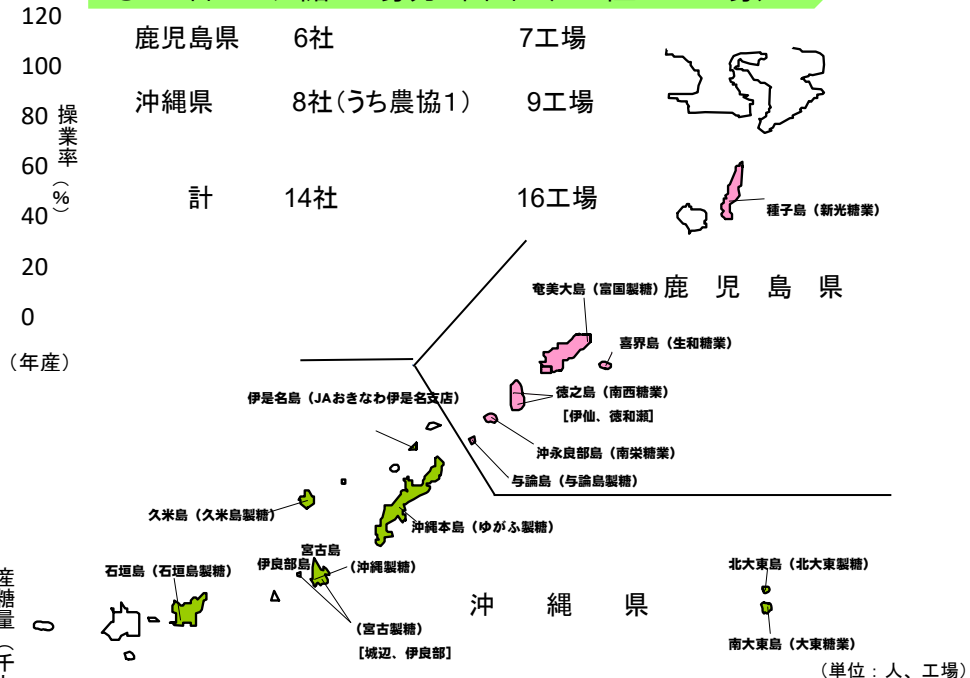 120
100
80
60
40
20
0
操業率（%）
（年産）
鹿児島県 6社 7工場
沖縄県 8社（うち農協1） 9工場
計 14社 16工場
種子島（新光糖業）
鹿児島県
奄美大島（富国製糖）
喜界島（生和糖業）
徳之島（南西糖業）
［伊仙、徳和瀬］
沖永良部島（南栄糖業）
与論島（与論島製糖）
伊是名島（JAおきなわ伊是名支店）
久米島（久米島製糖）
沖縄本島（ゆがふ製糖）
宮古島
（沖縄製糖）
伊良部島
（宮古製糖）
［城辺、伊良部］
石垣島（石垣島製糖）
沖縄県
北大東島（北大東製糖）
南大東島（大東糖業）
産糖量（千
（単位：人、工場）